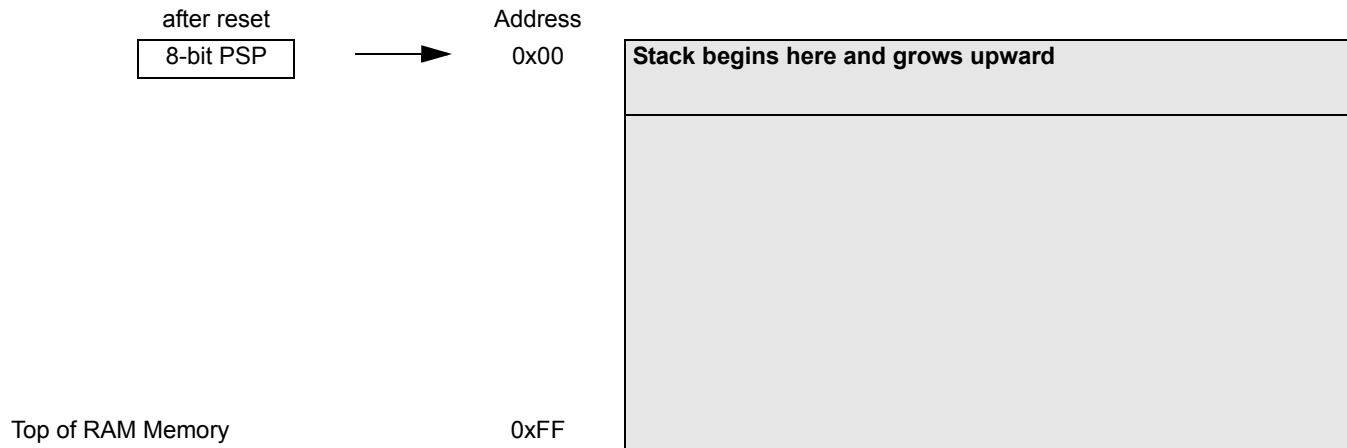 after reset Address
8-bit PSP 0x00 Stack begins here and grows upward
Top of RAM Memory 0xFF